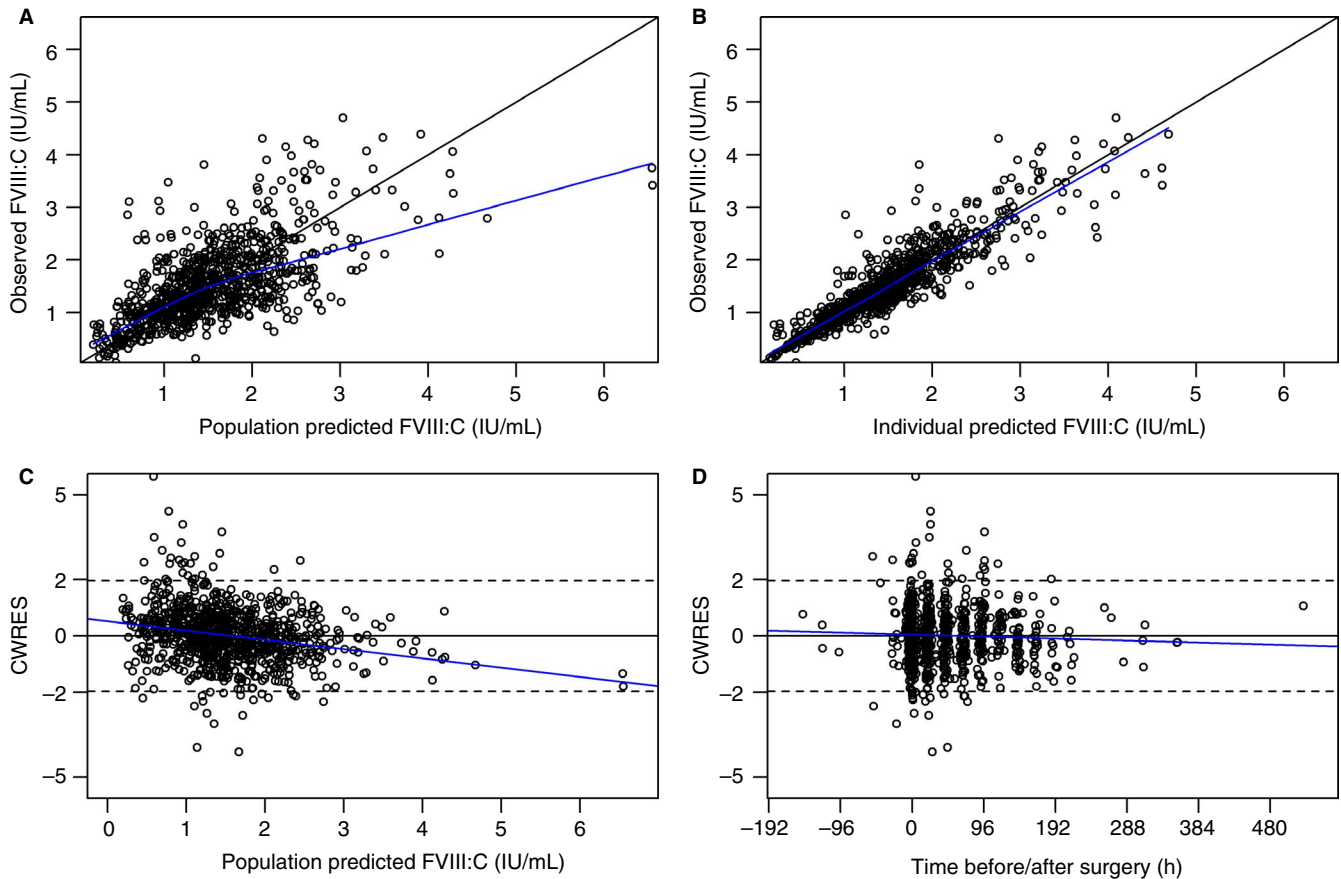 A
Observed FVIII:C (IU/mL)
6
5
4
3
2
1
1 2 3 4 5 6
Population predicted FVIII:C (IU/mL)
B
Observed FVIII:C (IU/mL)
6
5
4
3
2
1
1 2 3 4 5 6
Individual predicted FVIII:C (IU/mL)
C
CWRES
5
2
0
−2
−5
0 1 2 3 4 5 6
Population predicted FVIII:C (IU/mL)
D
CWRES
5
2
0
−2
−5
−192 −96 0 96 192 288 384 480
Time before/after surgery (h)